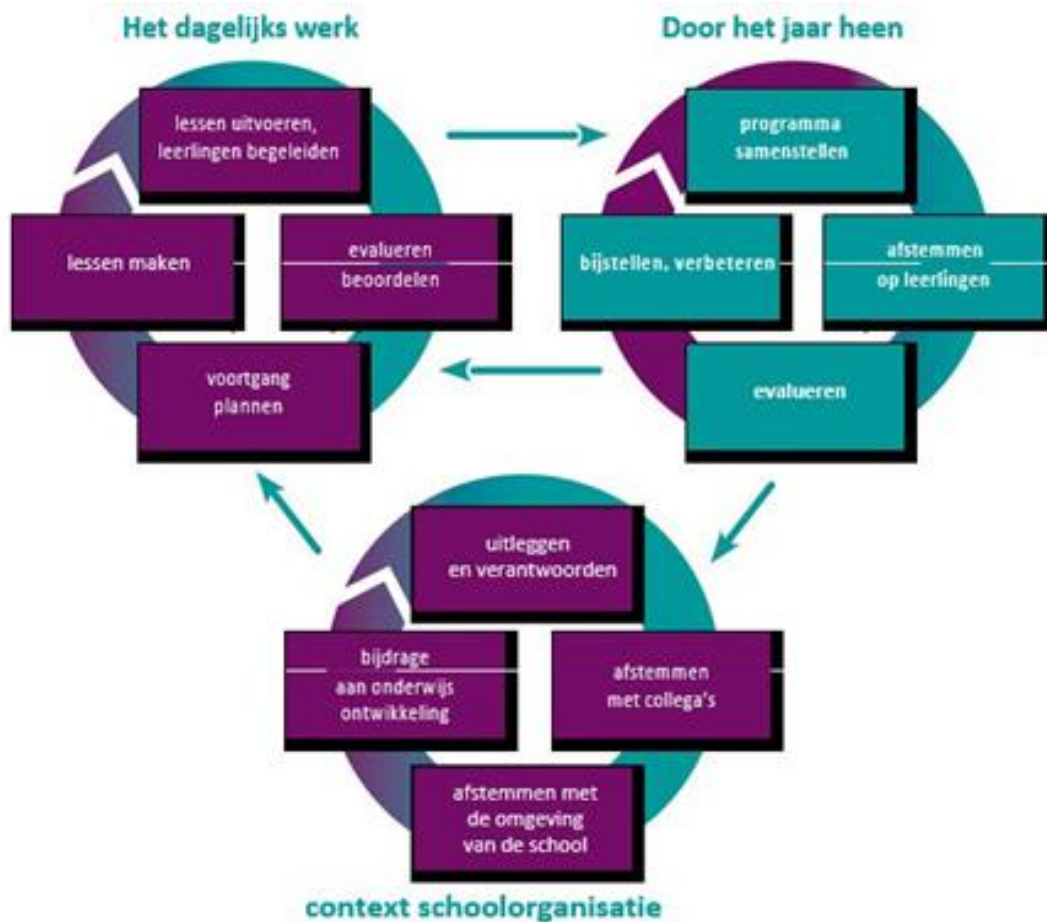 Het dagelijks werk
lessen uitvoeren,
leerlingen begeleiden
lessen maken
evalueren
beoordelen
voortgang
plannen
Door het jaar heen
programma
samenstellen
bijstellen, verbeteren
afstemmen
op leerlingen
evalueren
uitleggen
en verantwoorden
bijdrage
aan onderwijs
ontwikkeling
afstemmen
met collega's
afstemmen met
de omgeving
van de school
context schoolorganisatie